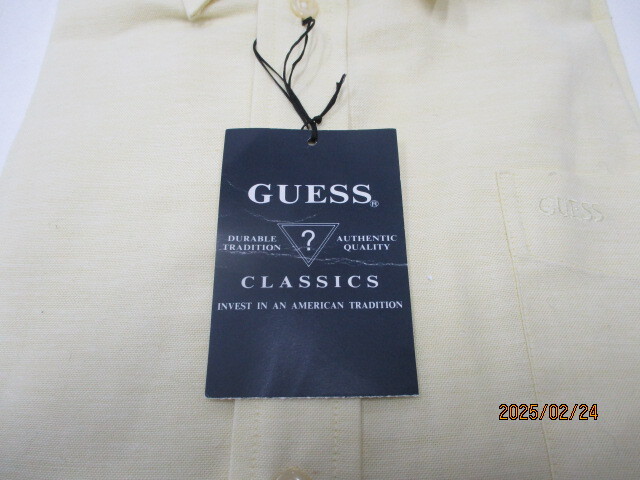 GUESS®
DURABLE TRADITION
?
AUTHENTIC QUALITY
CLASSICS
INVEST IN AN AMERICAN TRADITION
GUESS
2025/02/24